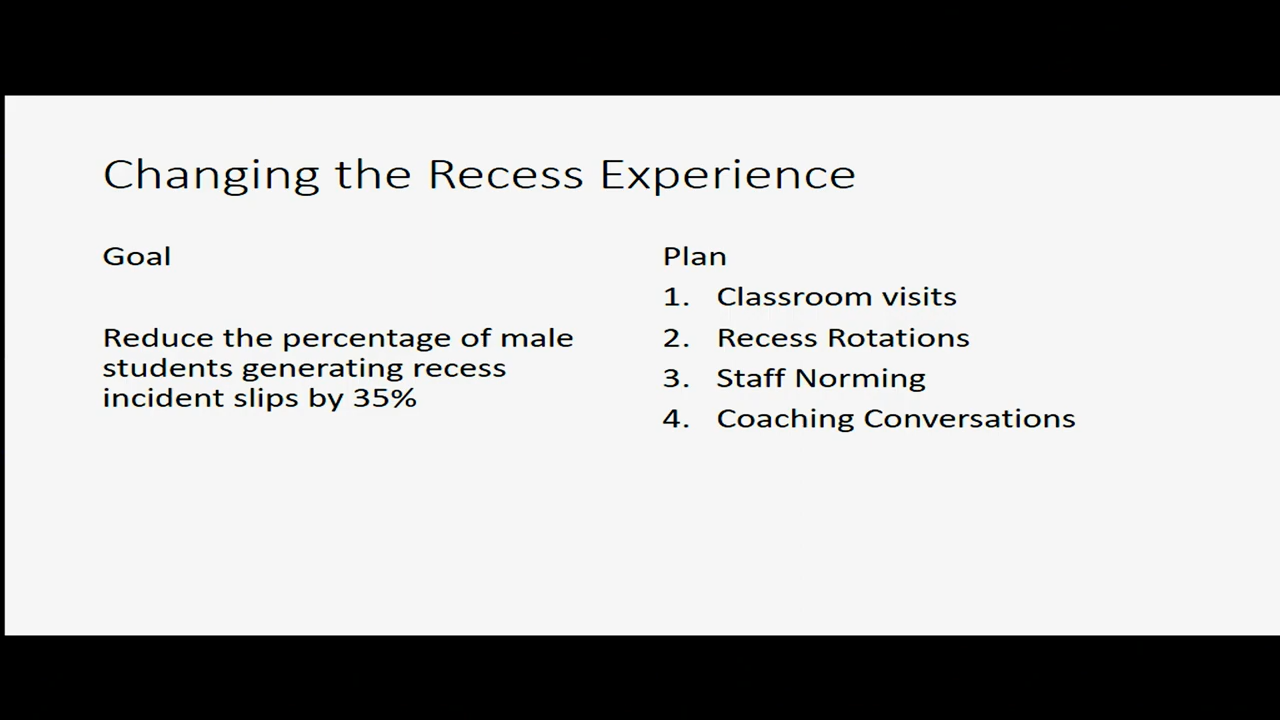 Changing the Recess Experience
Goal
Reduce the percentage of male
students generating recess
incident slips by 35%
Plan
1. Classroom visits
2. Recess Rotations
3. Staff Norming
4. Coaching Conversations